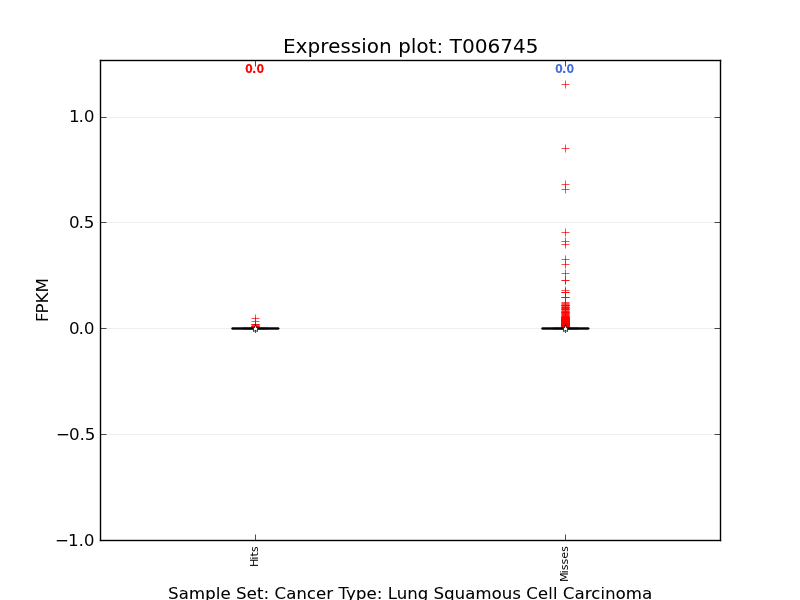 Expression plot: T006745
0.0 0.0
1.0
0.5
0.0
−0.5
−1.0
FPKM
Hits Misses
Sample Set: Cancer Type: Lung Squamous Cell Carcinoma